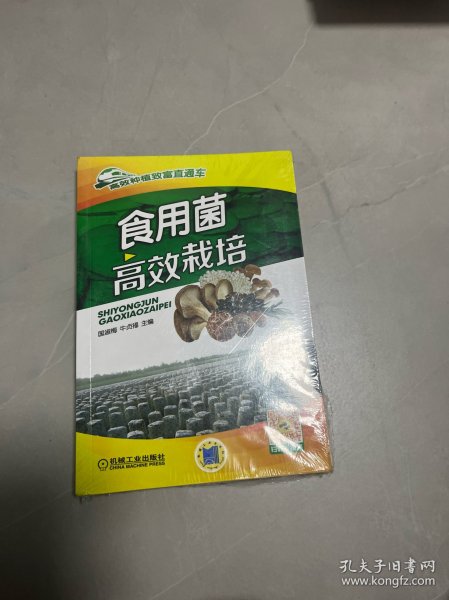 高效种植致富直通车
食用菌
高效栽培
SHIYONGJUN
GAOXIAOZAIPEI
国淑梅 牛贞福 主编
机械工业出版社
CHINA MACHINE PRESS
孔夫子旧书网
www.kongfz.com